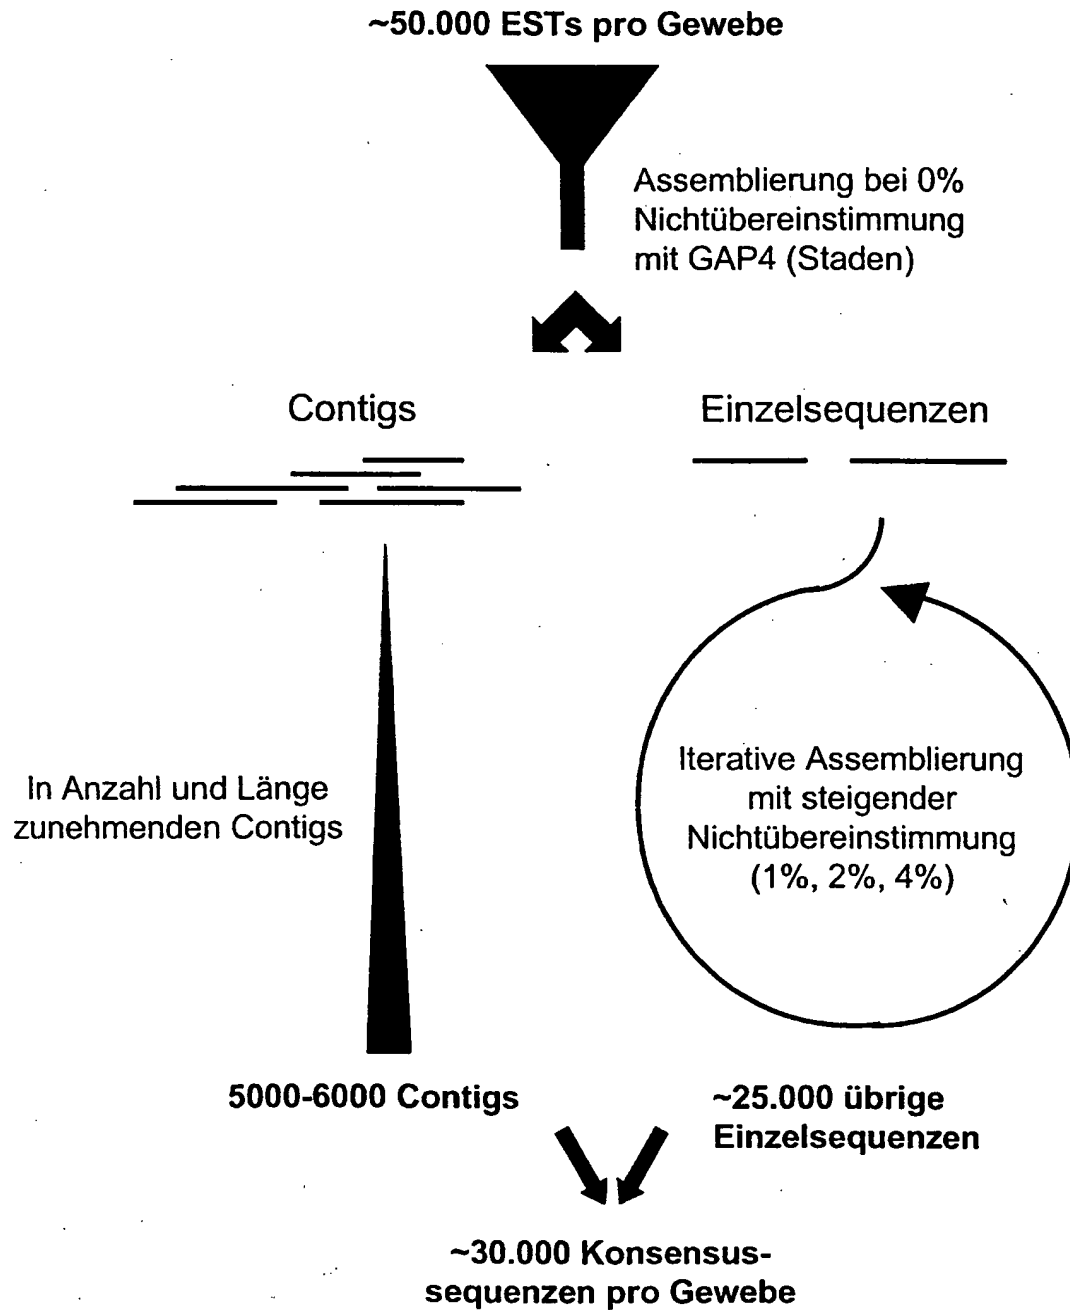 ~50.000 ESTs pro Gewebe
Assemblierung bei 0%
Nichtübereinstimmung
mit GAP4 (Staden)
Contigs
Einzelsequenzen
In Anzahl und Länge
zunehmenden Contigs
Iterative Assemblierung
mit steigender
Nichtübereinstimmung
(1%, 2%, 4%)
5000-6000 Contigs
~25.000 übrige
Einzelsequenzen
~30.000 Konsensus-
sequenzen pro Gewebe